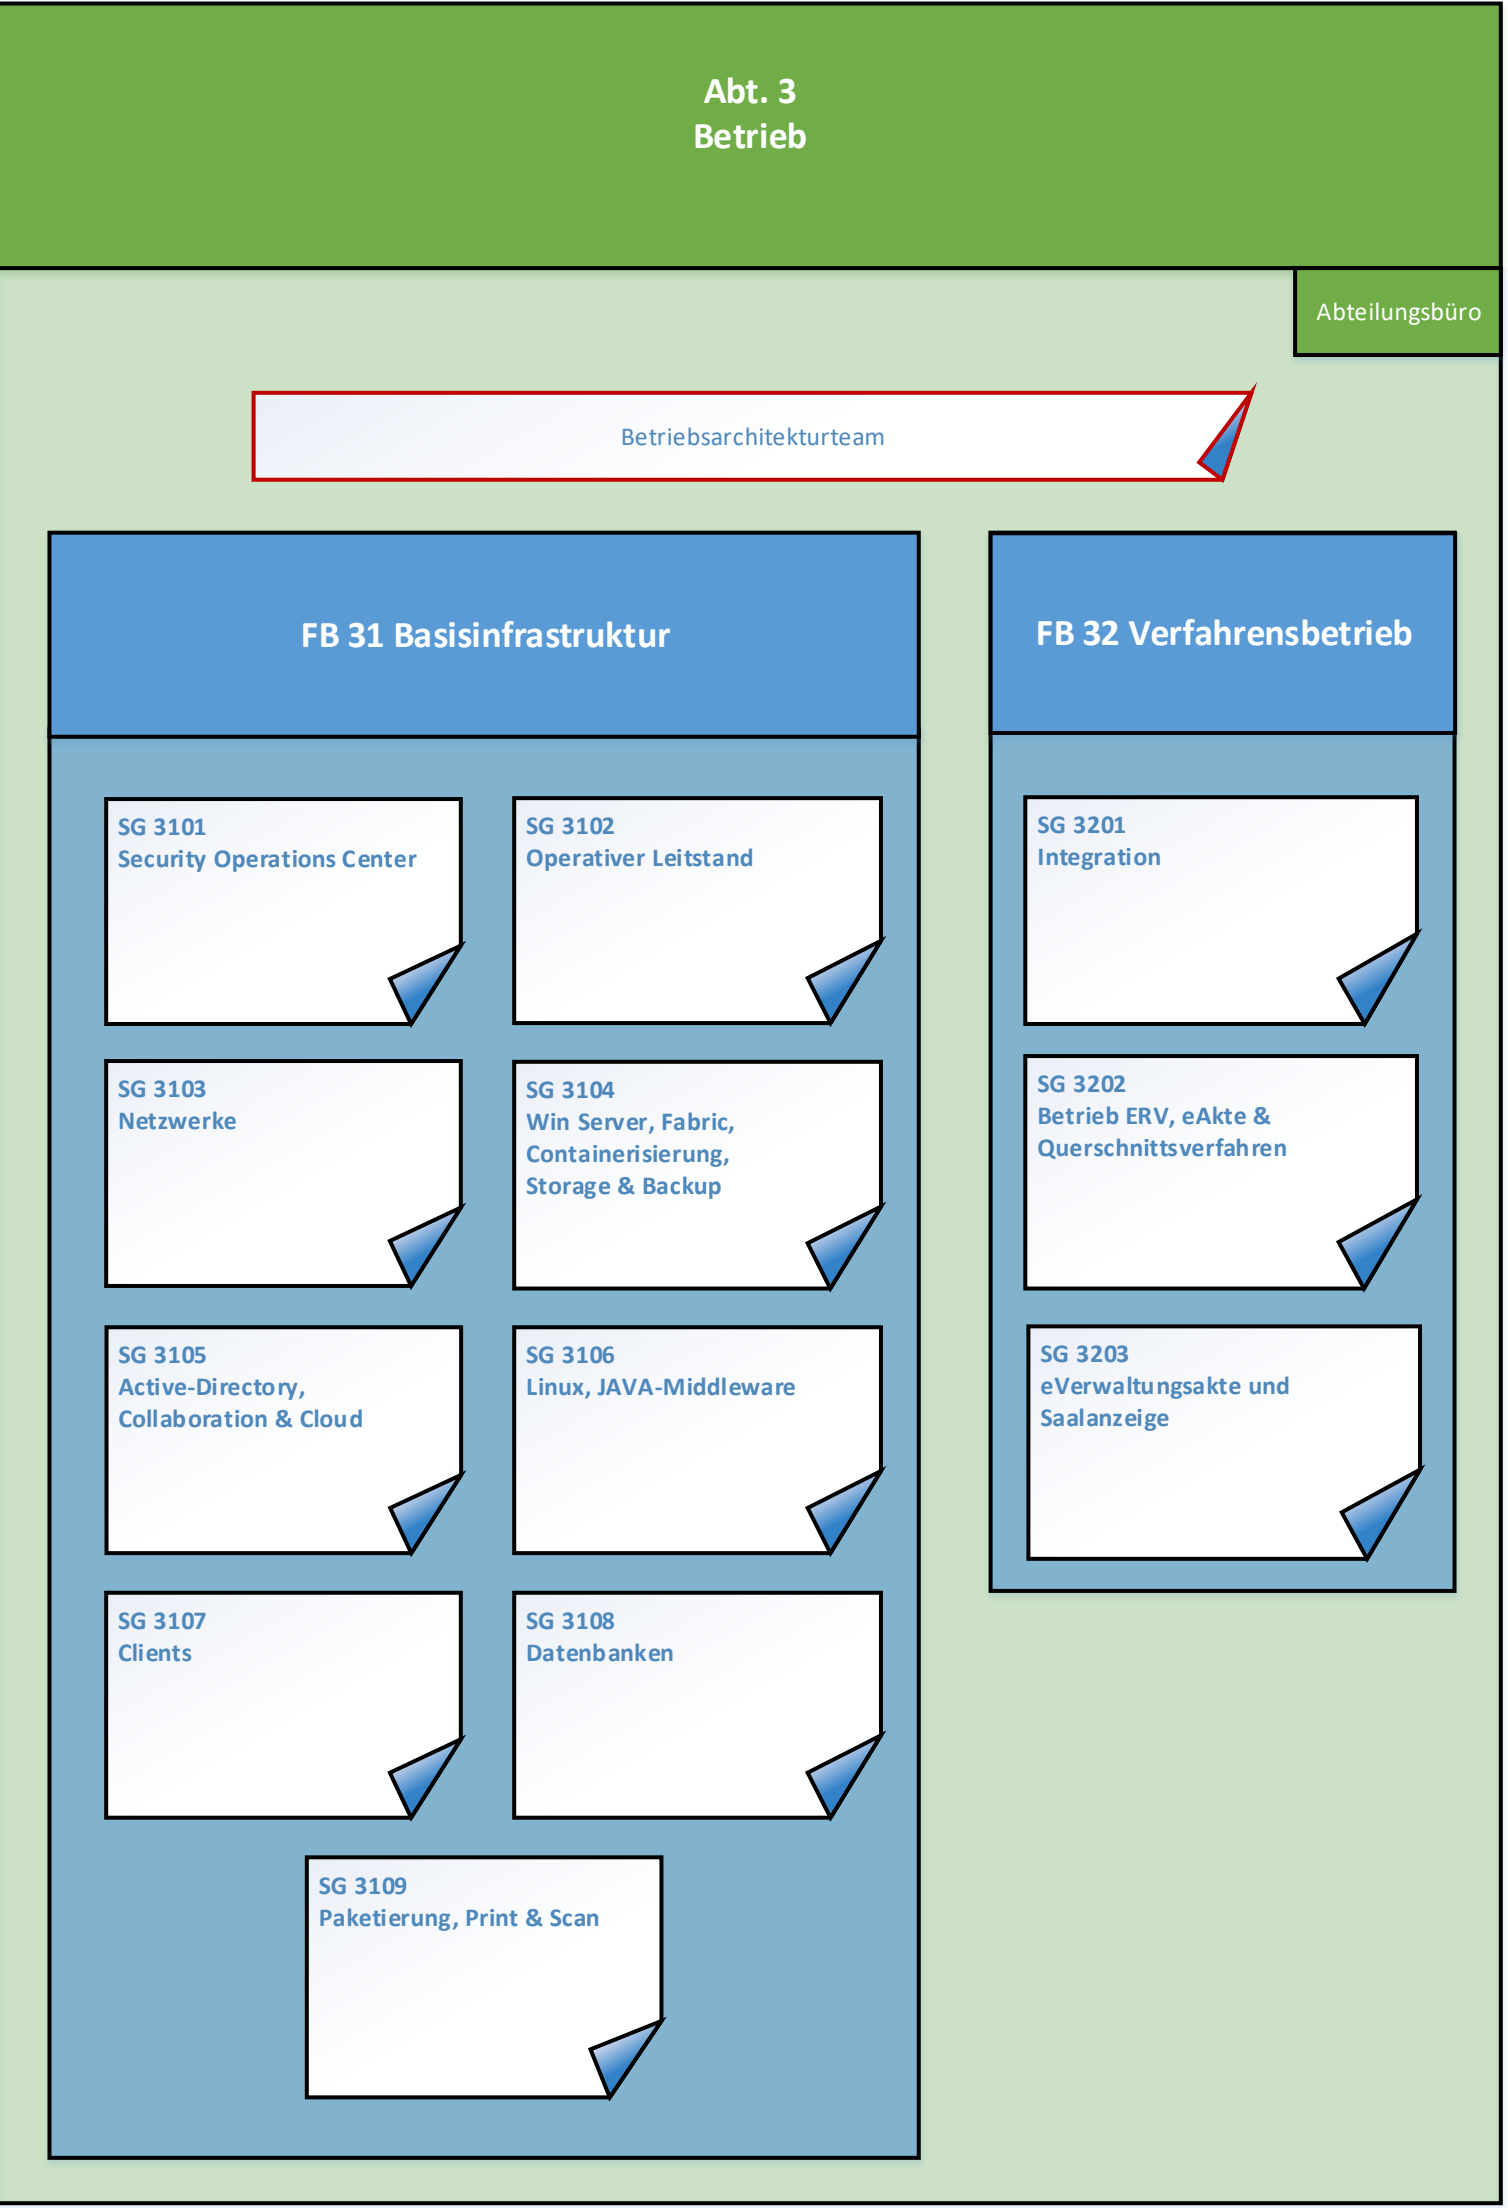 Abt. 3
Betrieb
Abteilungsbüro
Betriebsarchitekturteam
FB 31 Basisinfrastruktur
SG 3101
Security Operations Center
SG 3102
Operativer Leitstand
SG 3103
Netzwerke
SG 3104
Win Server, Fabric,
Containerisierung,
Storage & Backup
SG 3105
Active-Directory,
Collaboration & Cloud
SG 3106
Linux, JAVA-Middleware
SG 3107
Clients
SG 3108
Datenbanken
SG 3109
Paketierung, Print & Scan
FB 32 Verfahrensbetrieb
SG 3201
Integration
SG 3202
Betrieb ERV, eAkte &
Querschnittsverfahren
SG 3203
eVerwaltungsakte und
Saalanzeige